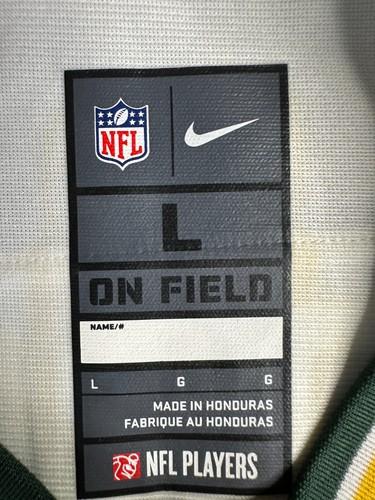 NFL
L
ON FIELD
NAME/#
L G G
MADE IN HONDURAS
FABRIQUE AU HONDURAS
NFL PLAYERS